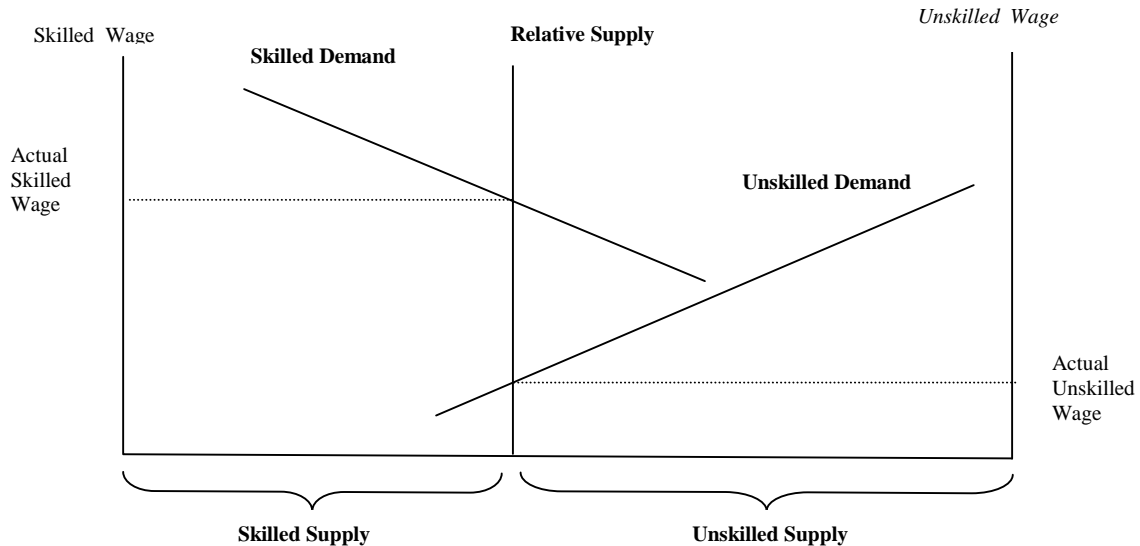 Skilled Wage
Unskilled Wage
Relative Supply
Skilled Demand
Actual
Skilled
Wage
Unskilled Demand
Actual
Unskilled
Wage
Skilled Supply
Unskilled Supply